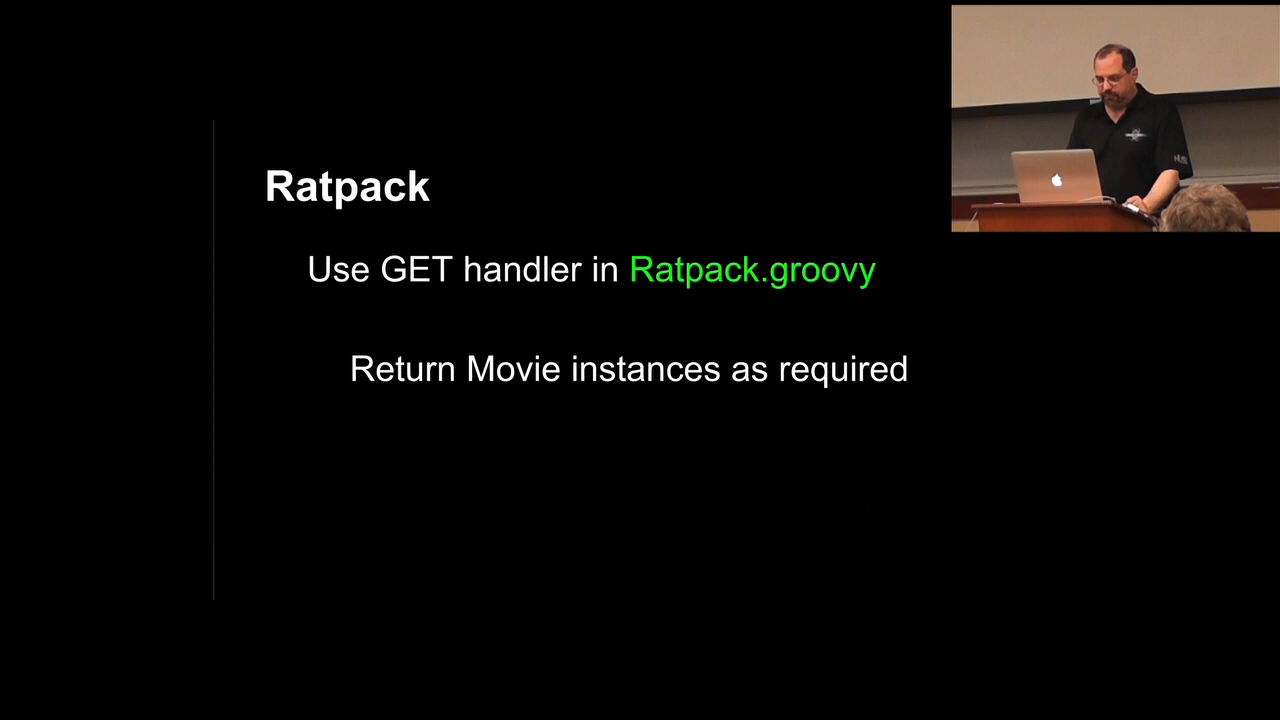 Ratpack
Use GET handler in Ratpack.groovy
Return Movie instances as required